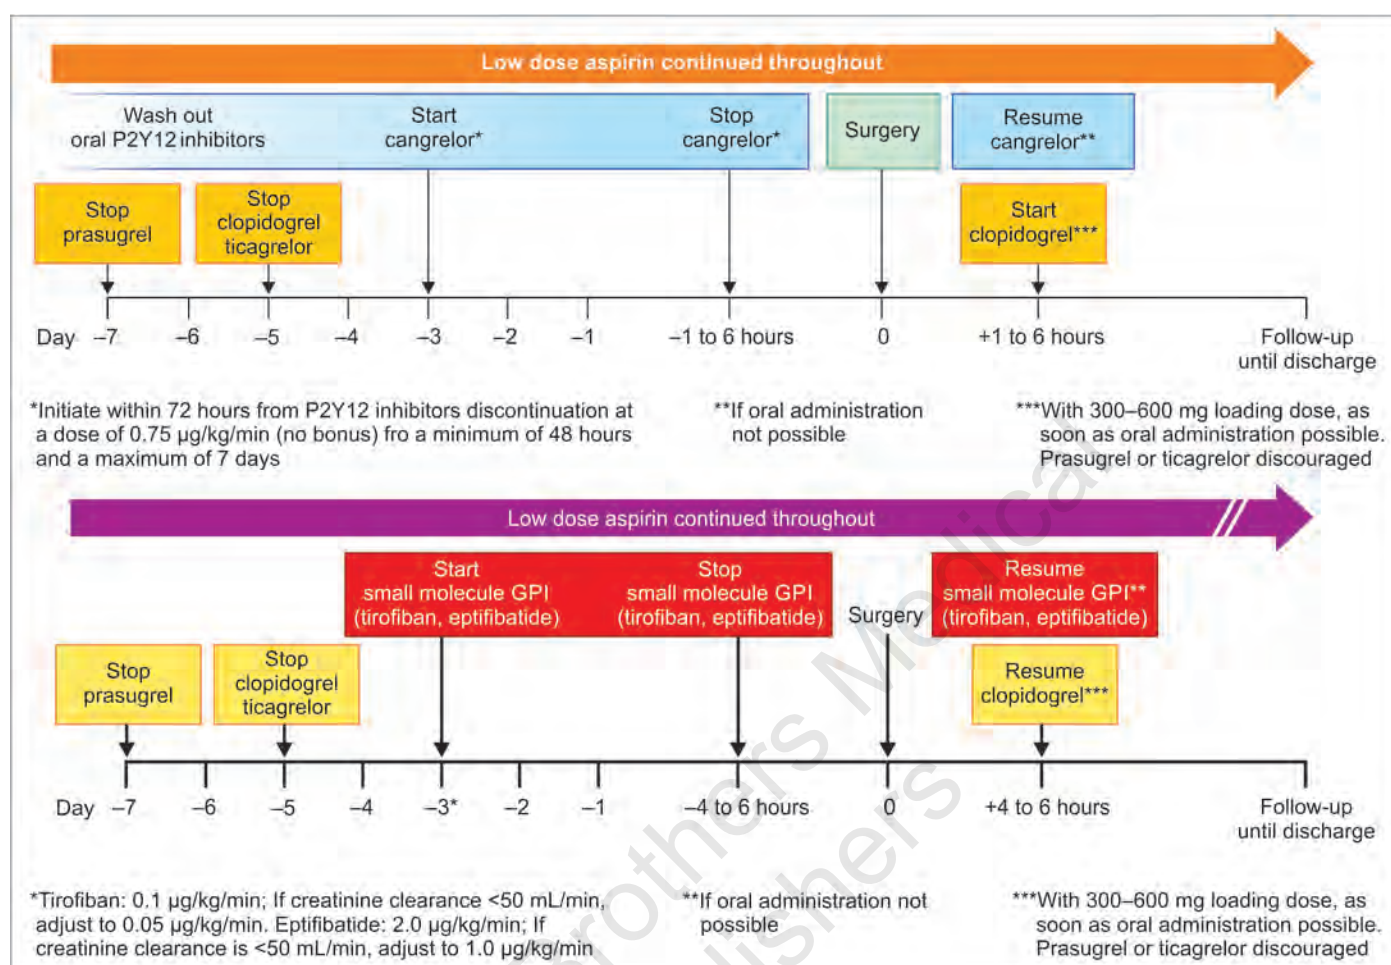 Low dose aspirin continued throughout
Wash out
oral P2Y12 inhibitors
Start
cangrelor*
Stop
cangrelor*
Surgery
Resume
cangrelor**
Stop
prasugrel
Stop
clopidogrel
ticagrelor
Start
clopidogrel***
Day –7 –6 –5 –4 –3 –2 –1 –1 to 6 hours 0 +1 to 6 hours Follow-up
until discharge
*Initiate within 72 hours from P2Y12 inhibitors discontinuation at
a dose of 0.75 µg/kg/min (no bonus) fro a minimum of 48 hours
and a maximum of 7 days
**If oral administration
not possible
***With 300–600 mg loading dose, as
soon as oral administration possible.
Prasugrel or ticagrelor discouraged
Low dose aspirin continued throughout
Start
small molecule GPI
(tirofiban, eptifibatide)
Stop
small molecule GPI
(tirofiban, eptifibatide)
Surgery
Resume
small molecule GPI**
(tirofiban, eptifibatide)
Stop
prasugrel
Stop
clopidogrel
ticagrelor
Resume
clopidogrel***
Day –7 –6 –5 –4 –3* –2 –1 –4 to 6 hours 0 +4 to 6 hours Follow-up
until discharge
*Tirofiban: 0.1 µg/kg/min; If creatinine clearance <50 mL/min,
adjust to 0.05 µg/kg/min. Eptifibatide: 2.0 µg/kg/min; If
creatinine clearance is <50 mL/min, adjust to 1.0 µg/kg/min
**If oral administration not
possible
***With 300–600 mg loading dose, as
soon as oral administration possible.
Prasugrel or ticagrelor discouraged
Medical